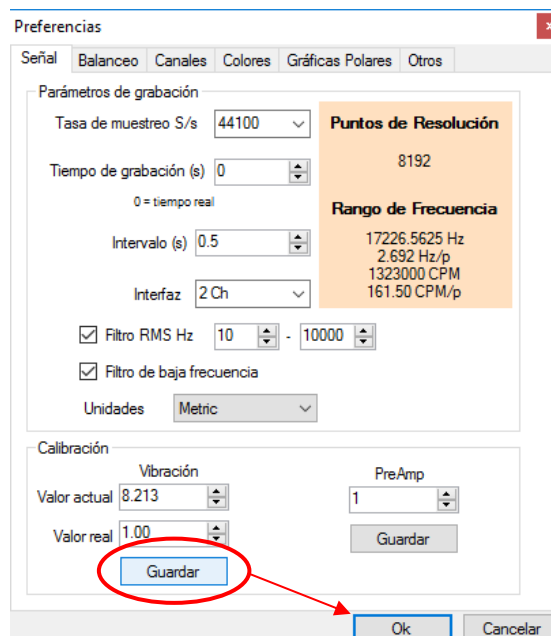 Preferencias
Señal Balanceo Canales Colores Gráficas Polares Otros
Parámetros de grabación
Tasa de muestreo S/s 44100
Puntos de Resolución
8192
Tiempo de grabación (s) 0
0 = tiempo real
Rango de Frecuencia
17226.5625 Hz
2.692 Hz/p
1323000 CPM
161.50 CPM/p
Intervalo (s) 0.5
Interfaz 2 Ch
Filtro RMS Hz 10 - 10000
Filtro de baja frecuencia
Unidades Metric
Calibración
Vibración
Valor actual 8.213
Valor real 1.00
Guardar
PreAmp
1
Guardar
Ok Cancelar